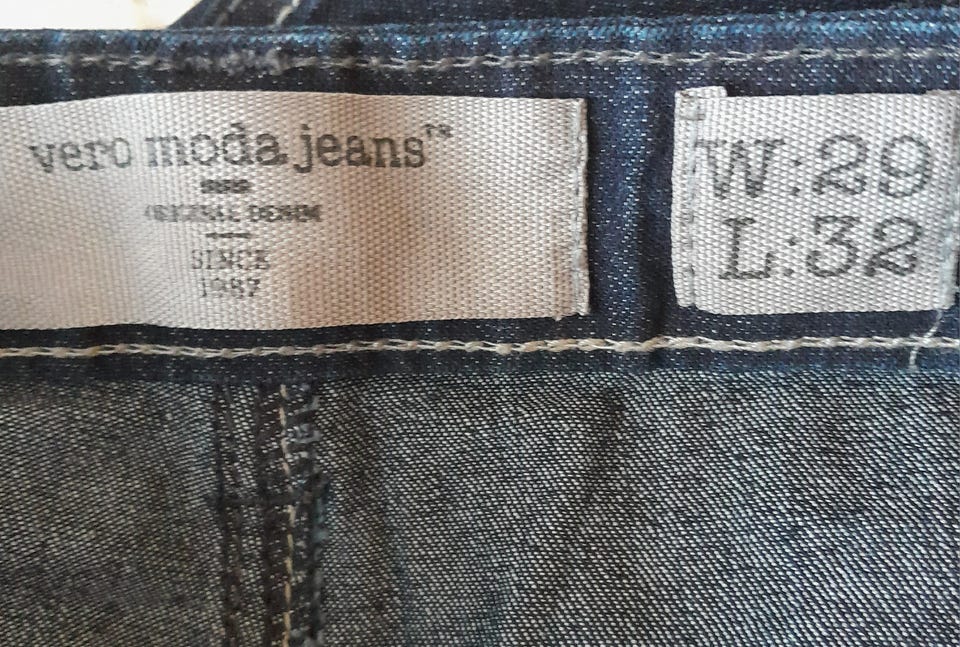 vero moda jeans™
ORIGINAL DENIM
SINCE
1987
W:29
L:32